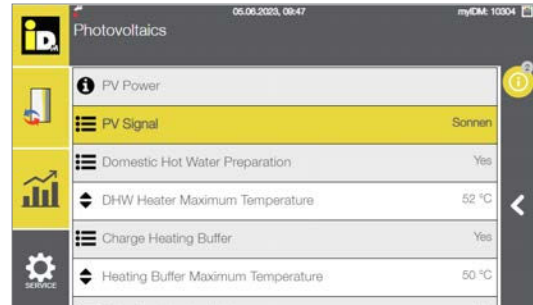 iDM
05.06.2023, 09:47
myIDM: 10304
Photovoltaics
PV Power
PV Signal Sonnen
Domestic Hot Water Preparation Yes
DHW Heater Maximum Temperature 52 °C
Charge Heating Buffer Yes
Heating Buffer Maximum Temperature 50 °C
SERVICE